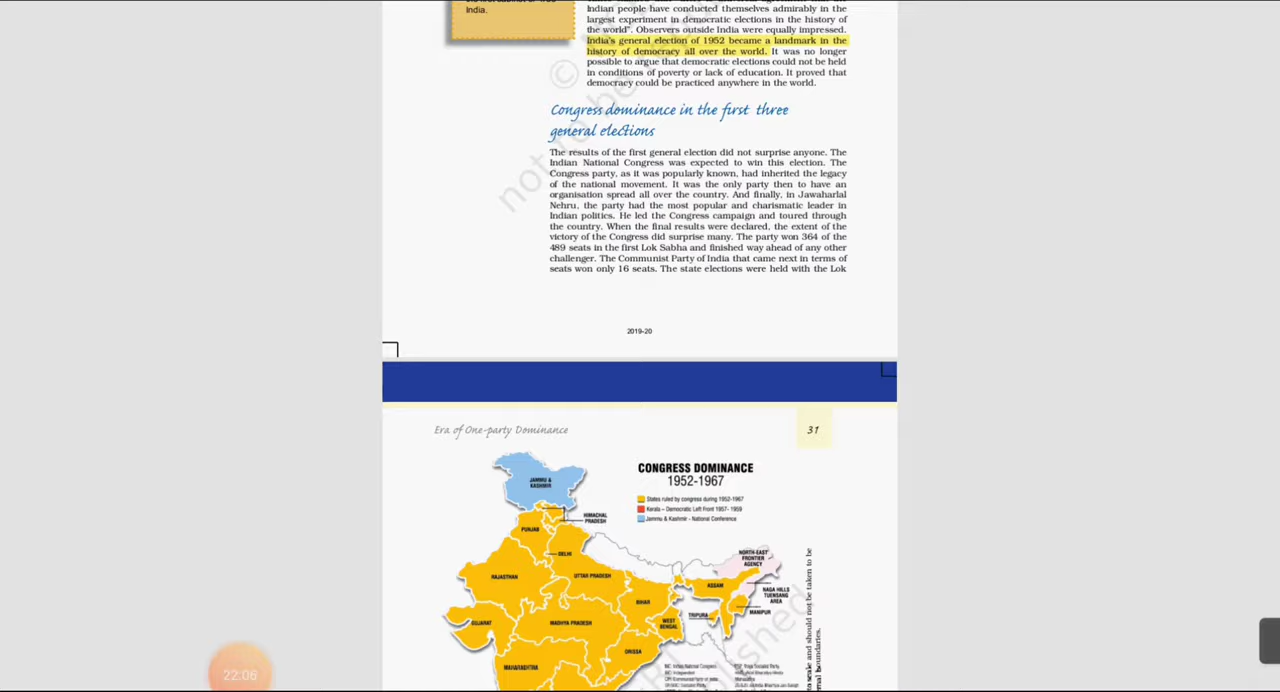 India.
Indian people have conducted themselves admirably in the
largest experiment in democratic elections in the history of
the world". Observers outside India were equally impressed.
India's general election of 1952 became a landmark in the
history of democracy all over the world. It was no longer
possible to argue that democratic elections could not be held
in conditions of poverty or lack of education. It proved that
democracy could be practiced anywhere in the world.
Congress dominance in the first three
general elections
The results of the first general election did not surprise anyone. The
Indian National Congress was expected to win this election. The
Congress party, as it was popularly known, had inherited the legacy
of the national movement. It was the only party then to have an
organisation spread all over the country. And finally, in Jawaharlal
Nehru, the party had the most popular and charismatic leader in
Indian politics. He led the Congress campaign and toured through
the country. When the final results were declared, the extent of the
victory of the Congress did surprise many. The party won 364 of the
489 seats in the first Lok Sabha and finished way ahead of any other
challenger. The Communist Party of India that came next in terms of
seats won only 16 seats. The state elections were held with the Lok
© not to be
2019-20
Era of One-party Dominance
31
CONGRESS DOMINANCE
1952-1967
States ruled by congress during 1952-1967
Kerala – Democratic Left Front 1957- 1959
Jammu & Kashmir - National Conference
JAMMU &
KASHMIR
HIMACHAL
PRADESH
PUNJAB
DELHI
RAJASTHAN
UTTAR PRADESH
NORTH-EAST
FRONTIER
AGENCY
ASSAM
NAGA HILLS
TUENSANG
AREA
BIHAR
MANIPUR
TRIPURA
WEST
BENGAL
GUJARAT
MADHYA PRADESH
ORISSA
MAHARASHTRA
to scale and should not be taken to be
22:06